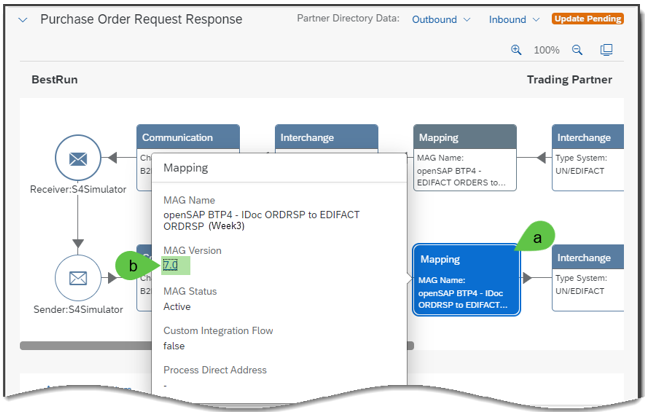 Purchase Order Request Response
Partner Directory Data: Outbound Inbound Update Pending
100%
BestRun
Trading Partner
Communication
Interchange
Mapping
Interchange
Ch
B2
MAG Name:
openSAP BTP4 -
EDIFACT ORDERS to...
Type System:
UN/EDIFACT
Receiver:S4Simulator
Mapping
MAG Name
openSAP BTP4 - IDoc ORDRSP to EDIFACT
ORDRSP (Week3)
MAG Version
7.0
MAG Status
Active
Custom Integration Flow
false
Process Direct Address
-
b
a
Ch
B2
Mapping
MAG Name:
openSAP BTP4 - IDoc
ORDRSP to EDIFACT...
Interchange
Type System:
UN/EDIFACT
Sender:S4Simulator